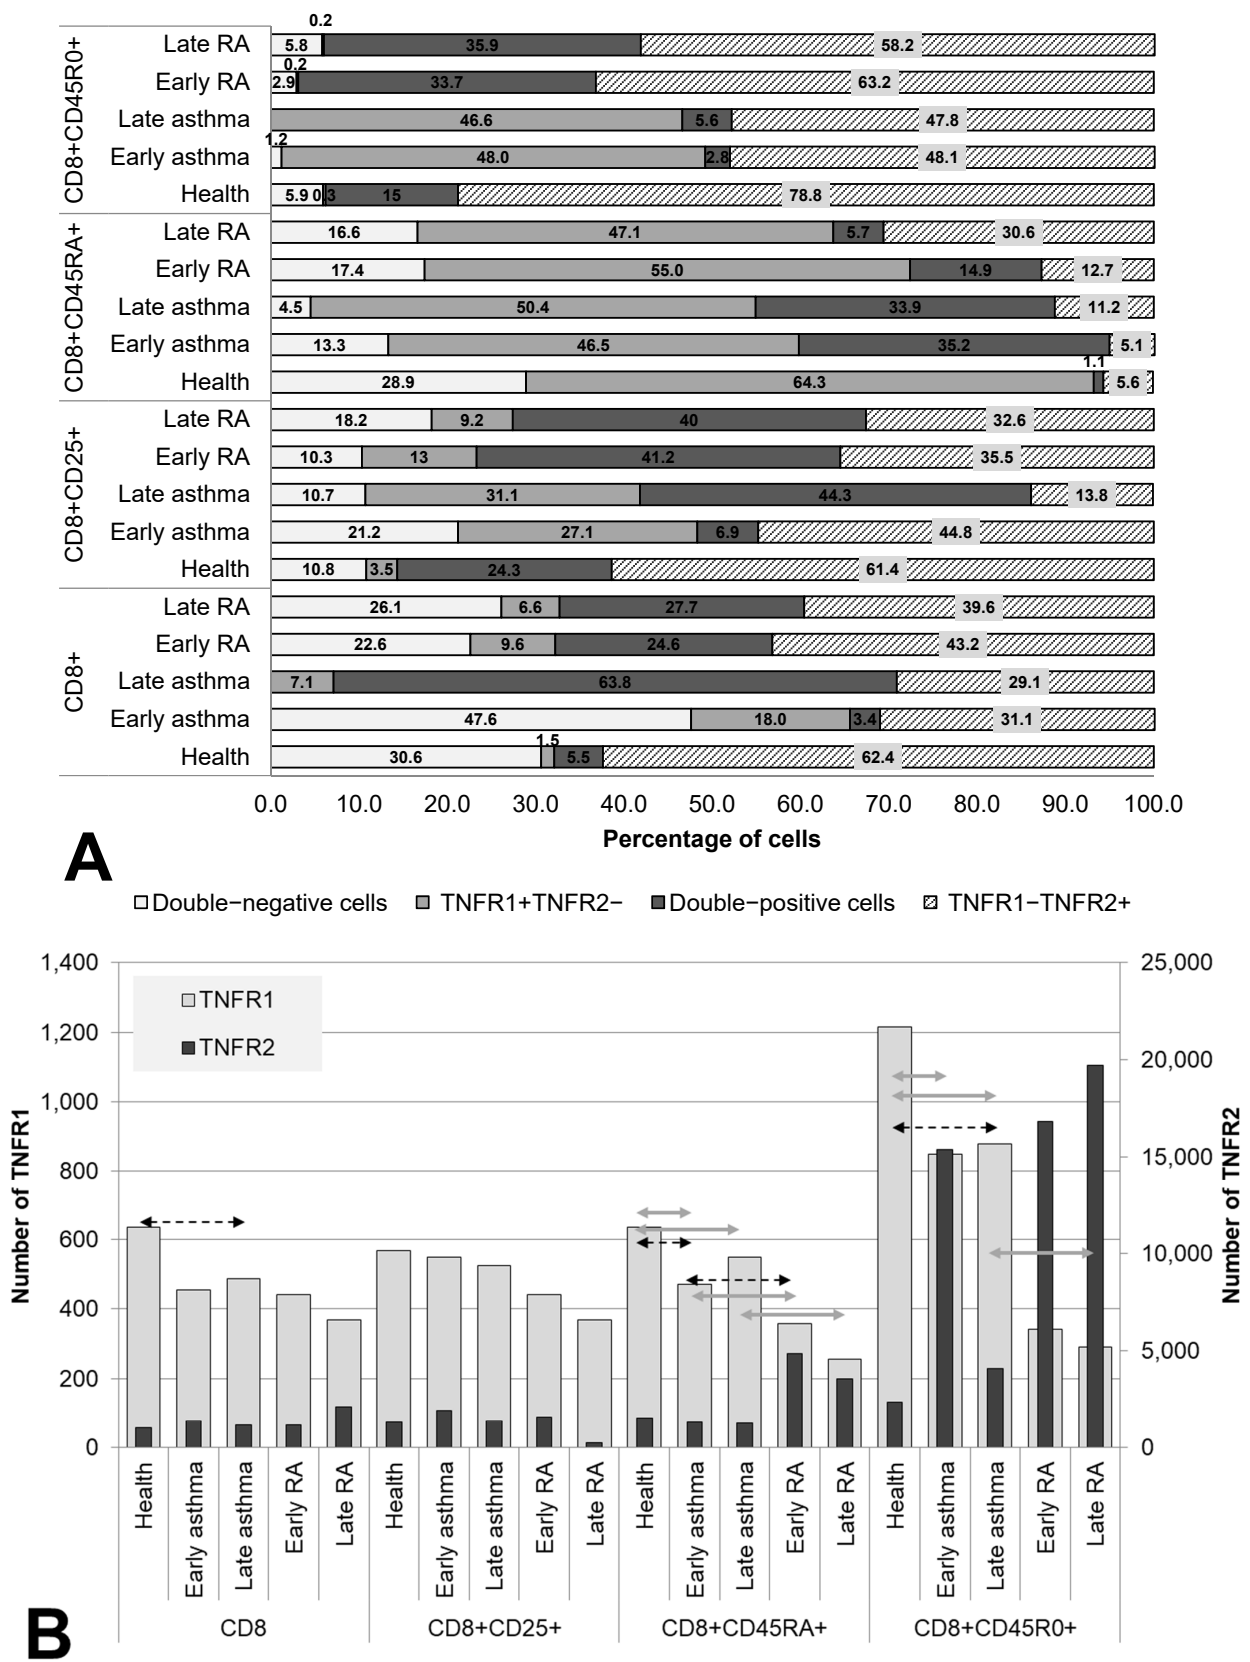 0.2
CD8+CD45R0+
Late RA 5.8 35.9 58.2
0.2
Early RA 2.9 33.7 63.2
Late asthma 46.6 5.6 47.8
1.2
Early asthma 48.0 2.8 48.1
Health 5.9 0.3 15 78.8
CD8+CD45RA+
Late RA 16.6 47.1 5.7 30.6
Early RA 17.4 55.0 14.9 12.7
Late asthma 4.5 50.4 33.9 11.2
Early asthma 13.3 46.5 35.2 5.1
1.1
Health 28.9 64.3 5.6
CD8+CD25+
Late RA 18.2 9.2 40 32.6
Early RA 10.3 13 41.2 35.5
Late asthma 10.7 31.1 44.3 13.8
Early asthma 21.2 27.1 6.9 44.8
Health 10.8 3.5 24.3 61.4
CD8+
Late RA 26.1 6.6 27.7 39.6
Early RA 22.6 9.6 24.6 43.2
Late asthma 7.1 63.8 29.1
Early asthma 47.6 18.0 3.4 31.1
1.5
Health 30.6 5.5 62.4
0.0 10.0 20.0 30.0 40.0 50.0 60.0 70.0 80.0 90.0 100.0
Percentage of cells
A
Double−negative cells TNFR1+TNFR2− Double−positive cells TNFR1−TNFR2+
Number of TNFR1
1,400
1,200
1,000
800
600
400
200
0
TNFR1
TNFR2
25,000
20,000
15,000
10,000
5,000
0
Number of TNFR2
Health Early asthma Late asthma Early RA Late RA Health Early asthma Late asthma Early RA Late RA Health Early asthma Late asthma Early RA Late RA Health Early asthma Late asthma Early RA Late RA
CD8 CD8+CD25+ CD8+CD45RA+ CD8+CD45R0+
B